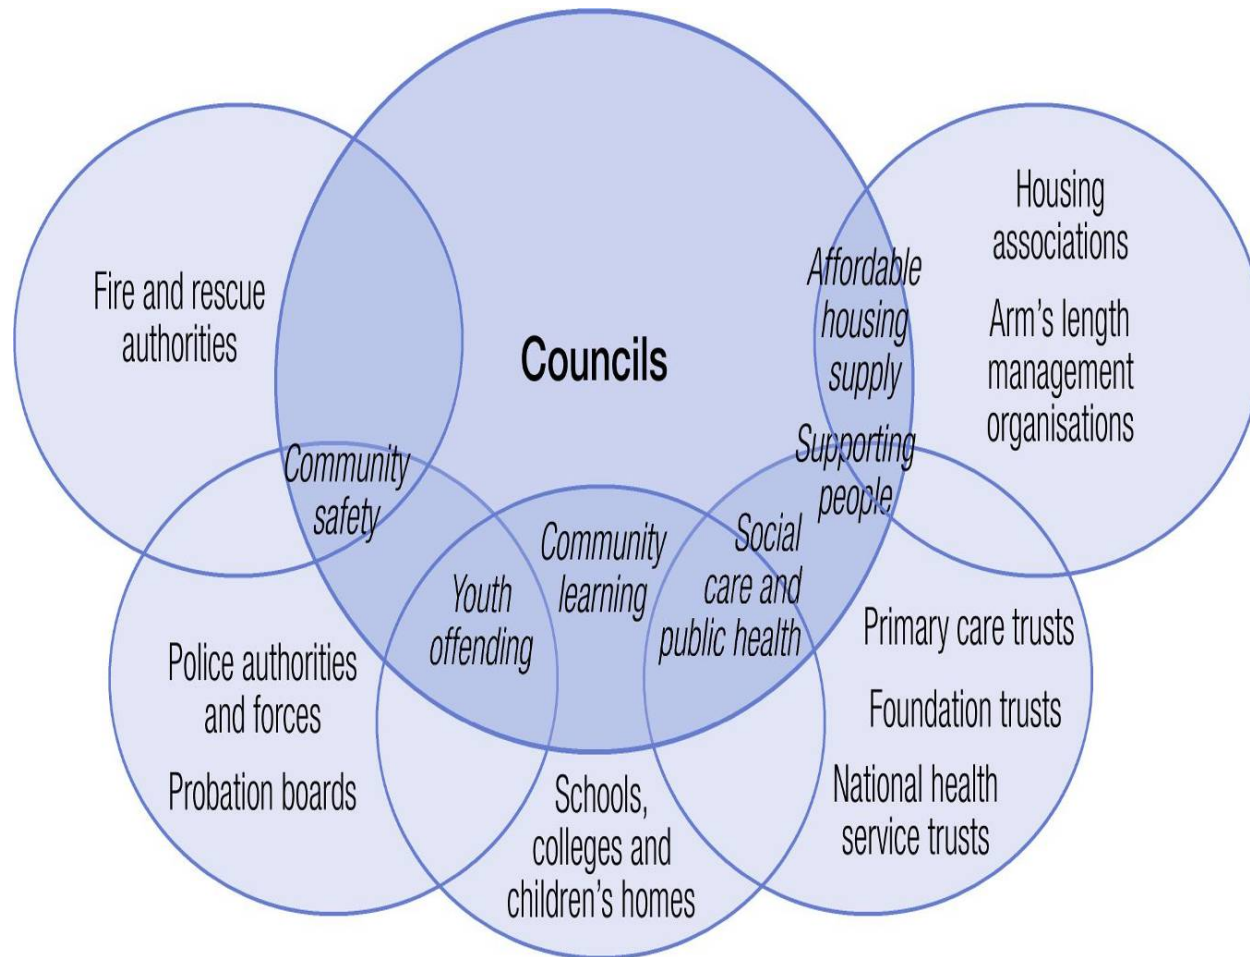 Housing
associations
Arm's length
management
organisations
Fire and rescue
authorities
Councils
Affordable
housing
supply
Supporting
people
Community
safety
Youth
offending
Community
learning
Social
care and
public health
Police authorities
and forces
Probation boards
Schools,
colleges and
children's homes
Primary care trusts
Foundation trusts
National health
service trusts